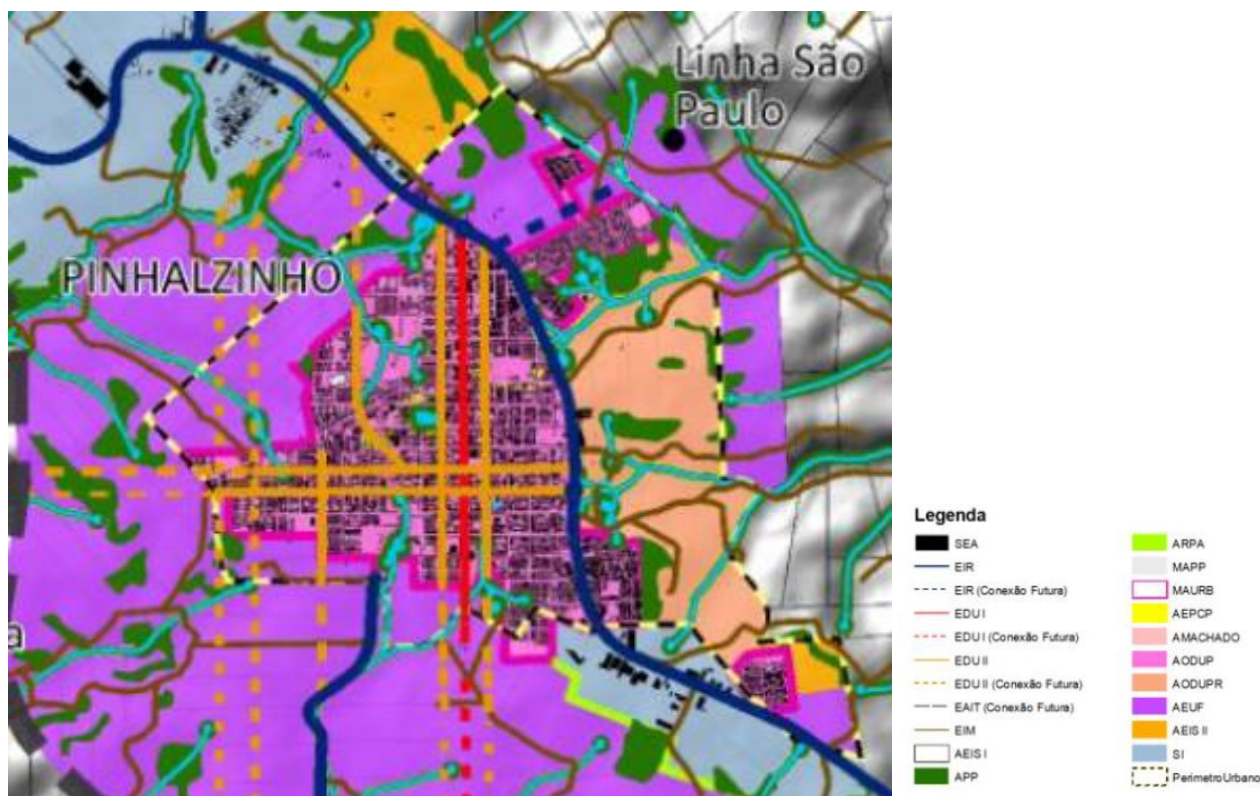 Linha São
Paulo
PINHALZINHO
a
Legenda
SEA
EIR
EIR (Conexão Futura)
EDU I
EDU I (Conexão Futura)
EDU II
EDU II (Conexão Futura)
EAIT (Conexão Futura)
EIM
AEIS I
APP
ARPA
MAPP
MAURB
AEPCP
AMACHADO
AODUP
AODUPR
AEUF
AEIS II
SI
PerimetroUrbano